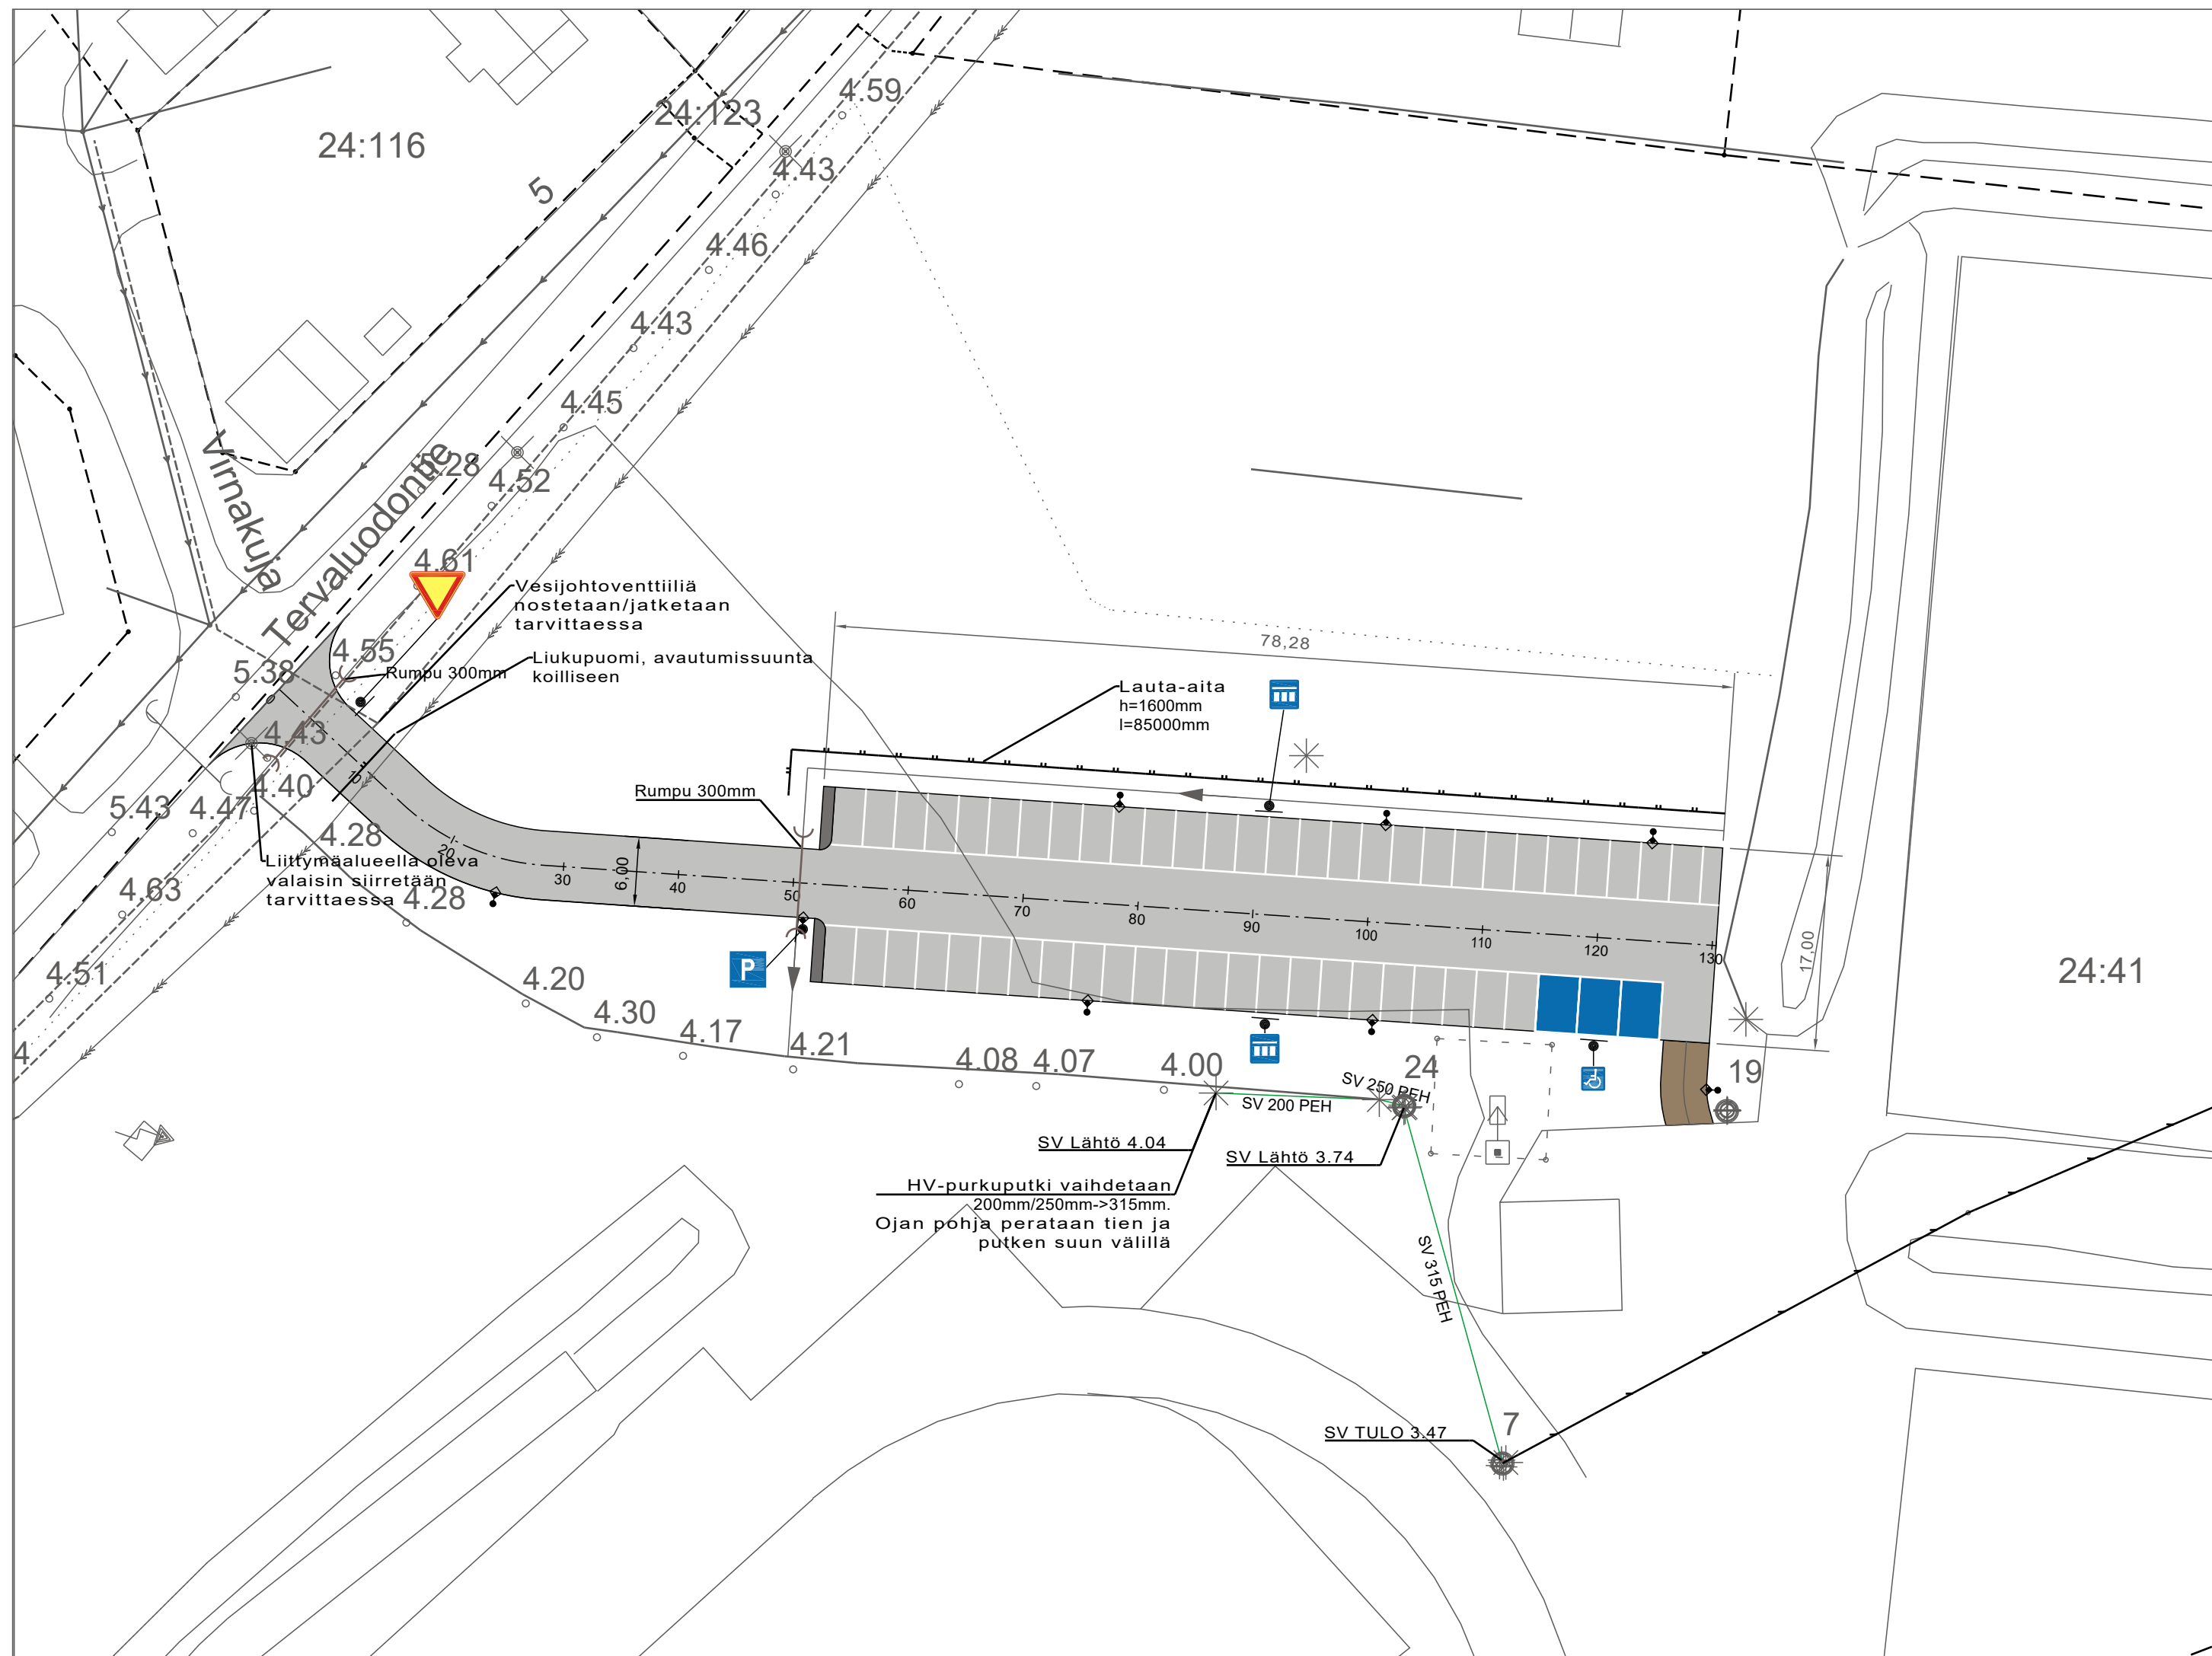 4.59
24:123
24:116
4.43
5
4.46
4.43
4.45
Virnakuja
Tervaluodontie
5.28
4.52
4.61
Vesijohtoventtiiliä
nostetaan/jatketaan
tarvittaessa
78,28
4.55
Liukupuomi, avautumissuunta
koilliseen
5.38
Rumpu 300mm
Lauta-aita
h=1600mm
l=85000mm
0
4.43
10
4.40
Rumpu 300mm
5.43
4.47
4.28
20
Liittymäalueella oleva
valaisin siirretään
tarvittaessa
4.63
4.28
30
6,00
40
50
60
70
80
90
100
110
120
130
17,00
P
4.51
4.20
24:41
4.30
4.17
4.21
4
4.08
4.07
4.00
24
19
SV 250 PEH
SV 200 PEH
SV Lähtö 4.04
SV Lähtö 3.74
HV-purkuputki vaihdetaan
200mm/250mm->315mm.
Ojan pohja perataan tien ja
putken suun välillä
SV 315 PEH
7
SV TULO 3.47